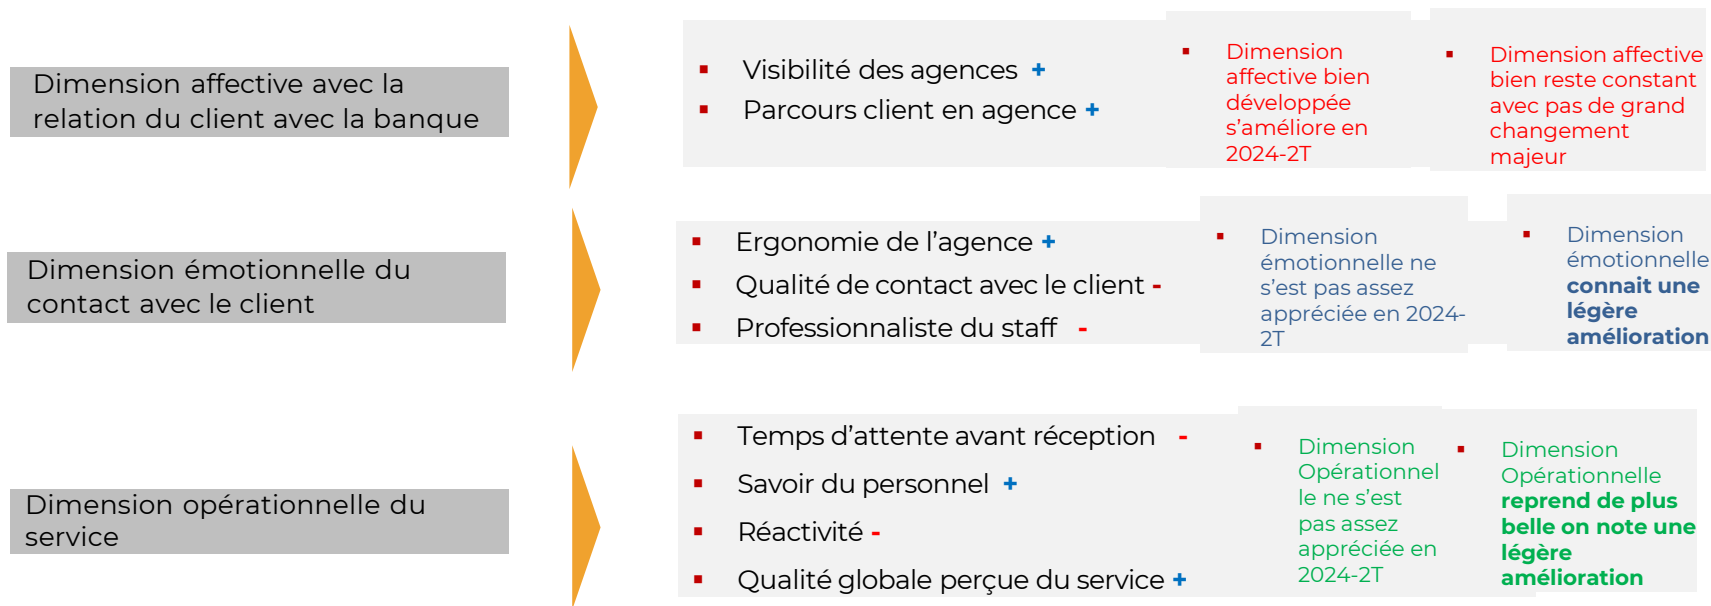 Dimension affective avec la
relation du client avec la banque
▪ Visibilité des agences +
▪ Parcours client en agence +
▪ Dimension
affective bien
développée
s’améliore en
2024-2T
▪ Dimension affective
bien reste constant
avec pas de grand
changement
majeur
Dimension émotionnelle du
contact avec le client
▪ Ergonomie de l’agence +
▪ Qualité de contact avec le client -
▪ Professionnaliste du staff -
▪ Dimension
émotionnelle ne
s’est pas assez
appréciée en 2024-
2T
▪ Dimension
émotionnelle
connait une
légère
amélioration
Dimension opérationnelle du
service
▪ Temps d’attente avant réception -
▪ Savoir du personnel +
▪ Réactivité -
▪ Qualité globale perçue du service +
▪ Dimension
Opérationnel
le ne s’est
pas assez
appréciée en
2024-2T
▪ Dimension
Opérationnelle
reprend de plus
belle on note une
légère
amélioration